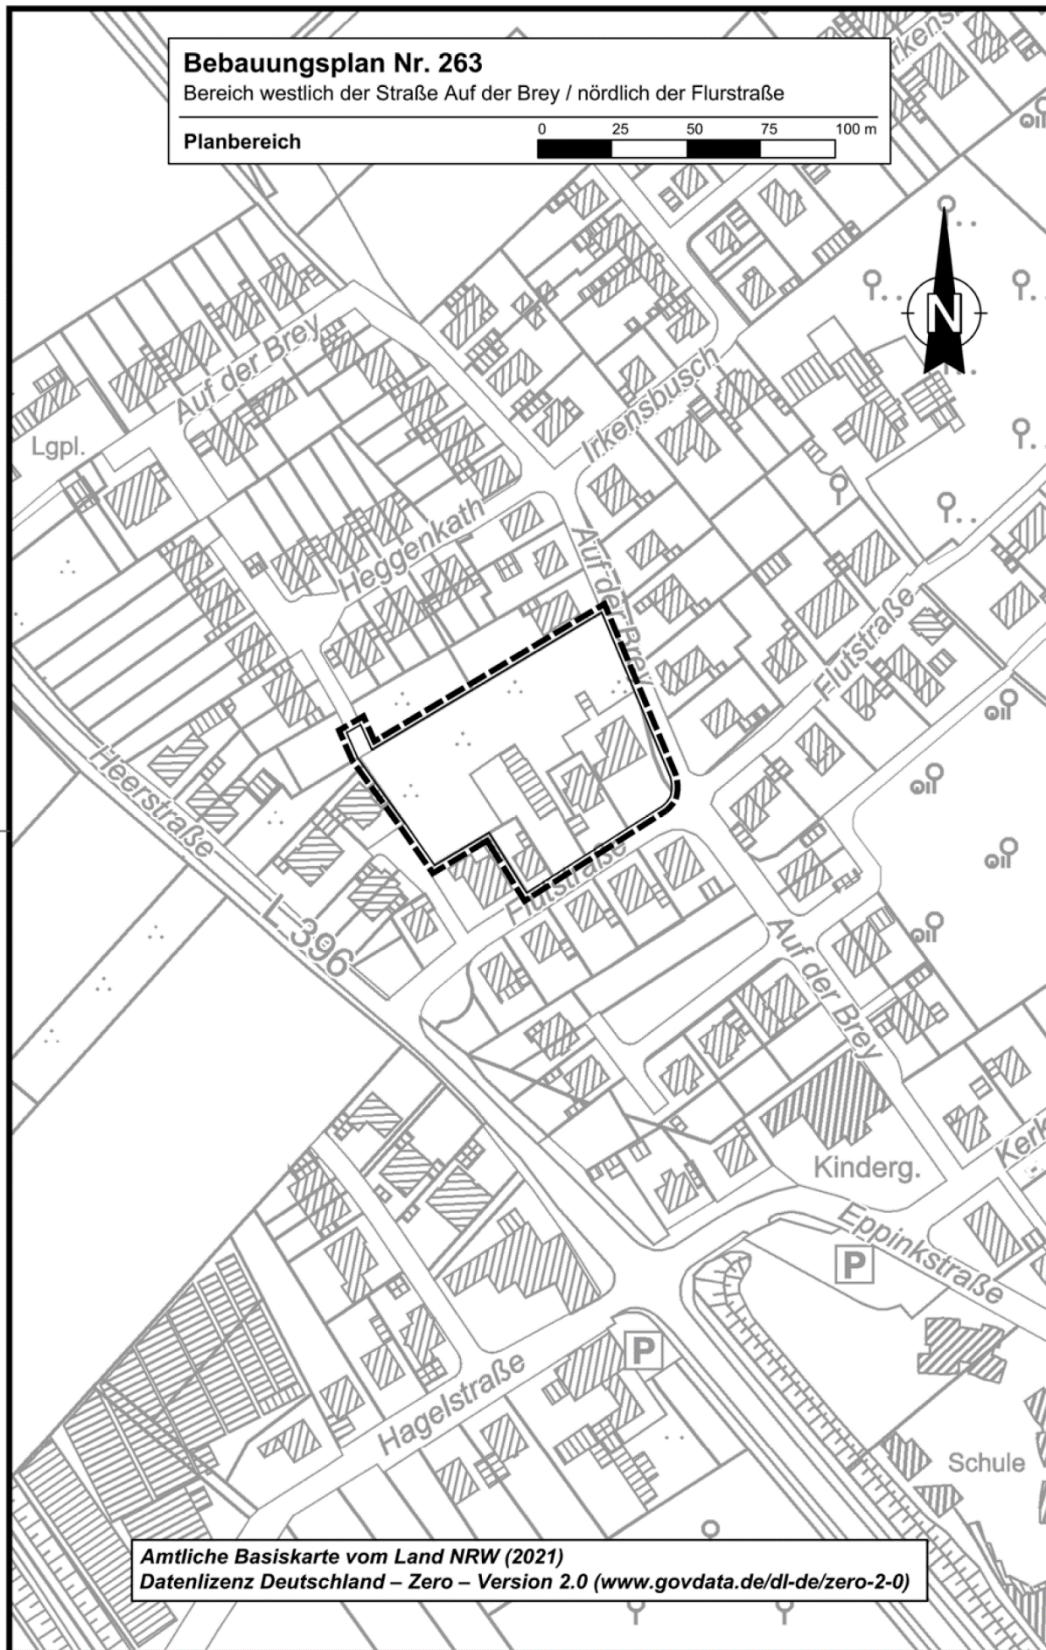 Bebauungsplan Nr. 263
Bereich westlich der Straße Auf der Brey / nördlich der Flurstraße
Planbereich
0 25 50 75 100 m
N
Auf der Brey
Lgpl.
Irkensbusch
Heggenkath
Auf der Brey
Flutstraße
Heerstraße
L 396
Flutstraße
Auf der Brey
Kinderg.
Eppinkstraße
P
P
Hagelstraße
Schule
Amtliche Basiskarte vom Land NRW (2021)
Datenlizenz Deutschland – Zero – Version 2.0 (www.govdata.de/dl-de/zero-2-0)